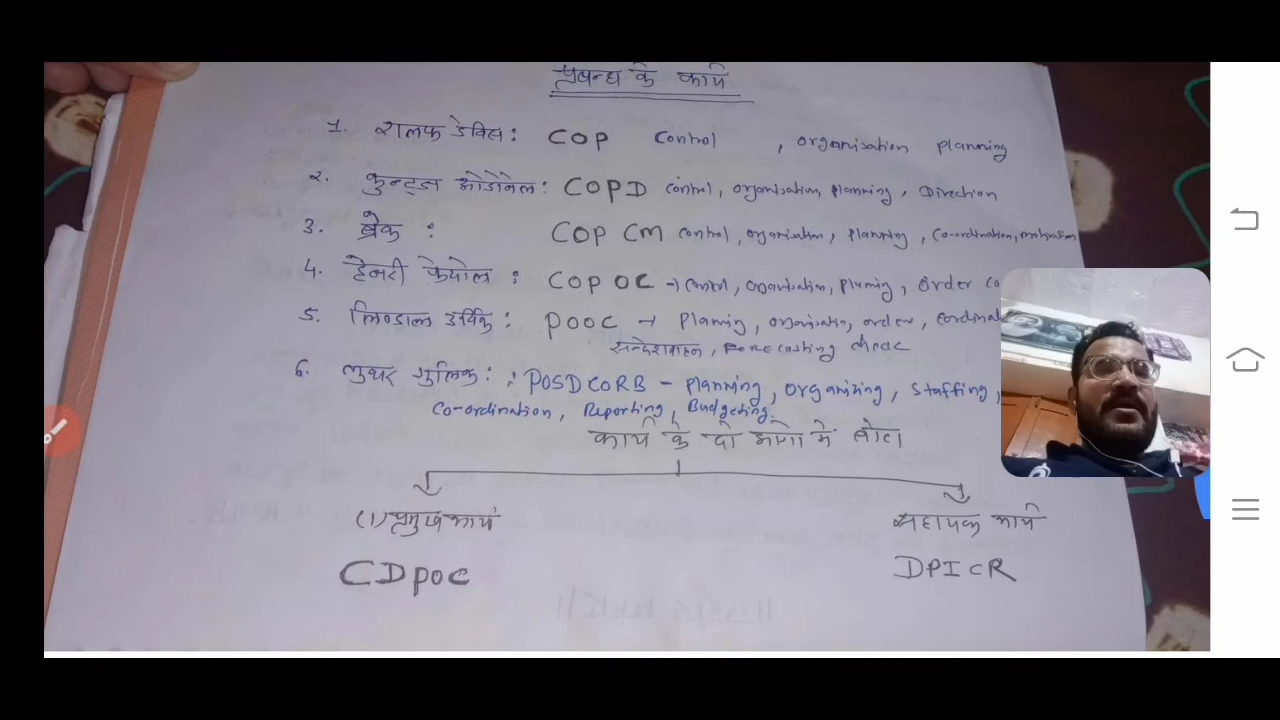 प्रबन्ध के कार्य
1. रालफ डेविस: COP Control , organisation planning
2. कुन्ट्ज ओडोनेल: COPD control, organisation, planning, Direction
3. ब्रेक: COP CM control, organisation, planning, co-ordination, motivation
4. हेनरी फेयोल: COP OC → control, organisation, planning, order co
5. लिण्डाल उर्विक: POOC → planning, organisation, order, cordinat
सन्देशवाहन, Forecasting
6. लुथर गुलिक: POSDCORB - planning, organizing, staffing,
Co-ordination, Reporting, Budgeting.
कार्य के दो भागो मे बाँटा
(1) प्रमुख कार्य सहायक कार्य
CDPOC DPICR